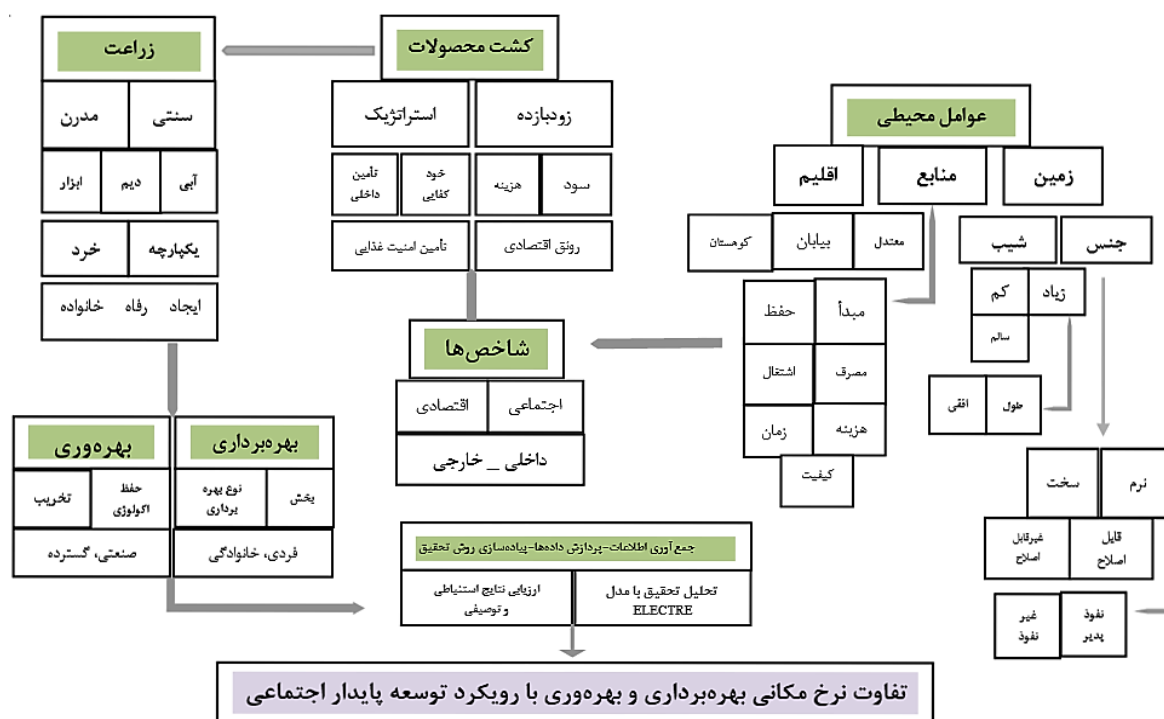 عوامل محیطی
زمین
منابع
اقلیم
جنس
شیب
معتدل
بیابان
کوهستان
زیاد
کم
سالم
طول
افقی
مبدأ
حفظ
مصرف
اشتغال
هزینه
زمان
کیفیت
نرم
سخت
قابل
اصلاح
غیرقابل
اصلاح
نفوذ
پذیر
غیر
نفوذ
شاخص‌ها
اجتماعی
اقتصادی
داخلی _ خارجی
کشت محصولات
زودبازده
استراتژیک
سود
هزینه
خود
کفایی
تأمین
داخلی
رونق اقتصادی
تأمین امنیت غذایی
زراعت
سنتی
مدرن
آبی
دیم
ابزار
یکپارچه
خرد
ایجاد رفاه خانواده
بهره‌برداری
بهره‌وری
بخش
نوع بهره
برداری
حفظ
اکولوژی
تخریب
فردی، خانوادگی
صنعتی، گسترده
جمع‌آوری اطلاعات-پردازش داده‌ها-پیاده‌سازی روش تحقیق
تحلیل تحقیق با مدل
ELECTRE
ارزیابی نتایج استنباطی
و توصیفی
تفاوت نرخ مکانی بهره‌برداری و بهره‌وری با رویکرد توسعه پایدار اجتماعی